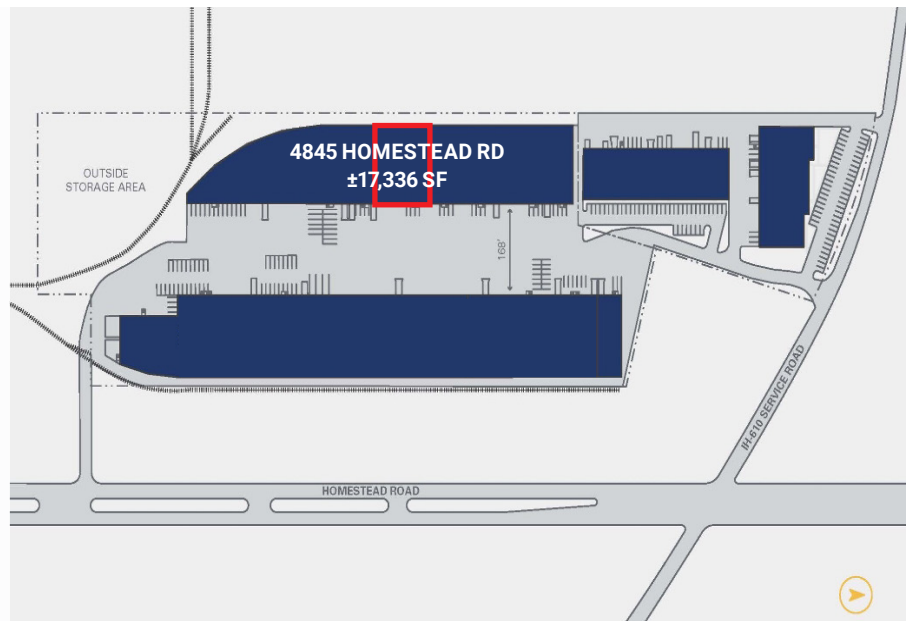 4845 HOMESTEAD RD
±17,336 SF
OUTSIDE
STORAGE AREA
168'
IH-610 SERVICE ROAD
HOMESTEAD ROAD